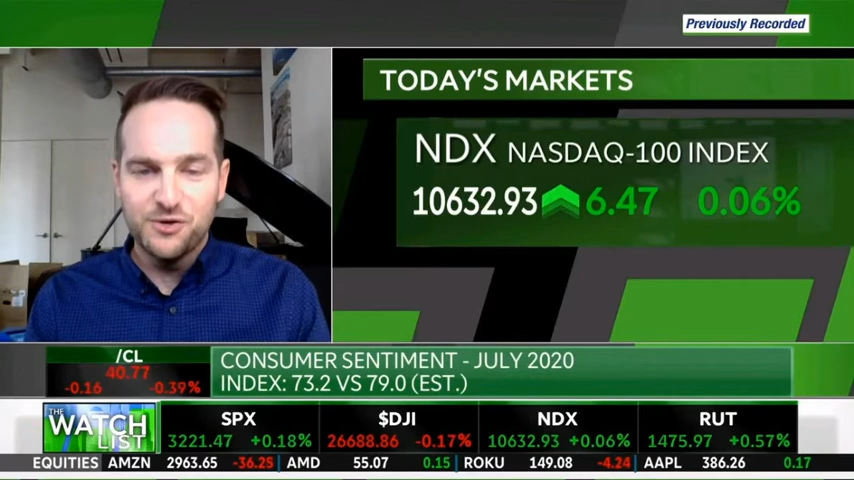 Previously Recorded
TODAY'S MARKETS
NDX NASDAQ-100 INDEX
10632.93 6.47 0.06%
/CL
40.77
-0.16 -0.39%
CONSUMER SENTIMENT - JULY 2020
INDEX: 73.2 VS 79.0 (EST.)
THE
WATCH
LIST
SPX $DJI NDX RUT
3221.47 +0.18% 26688.86 -0.17% 10632.93 +0.06% 1475.97 +0.57%
EQUITIES AMZN 2963.65 -36.25 AMD 55.07 0.15 ROKU 149.08 -4.24 AAPL 386.26 0.17